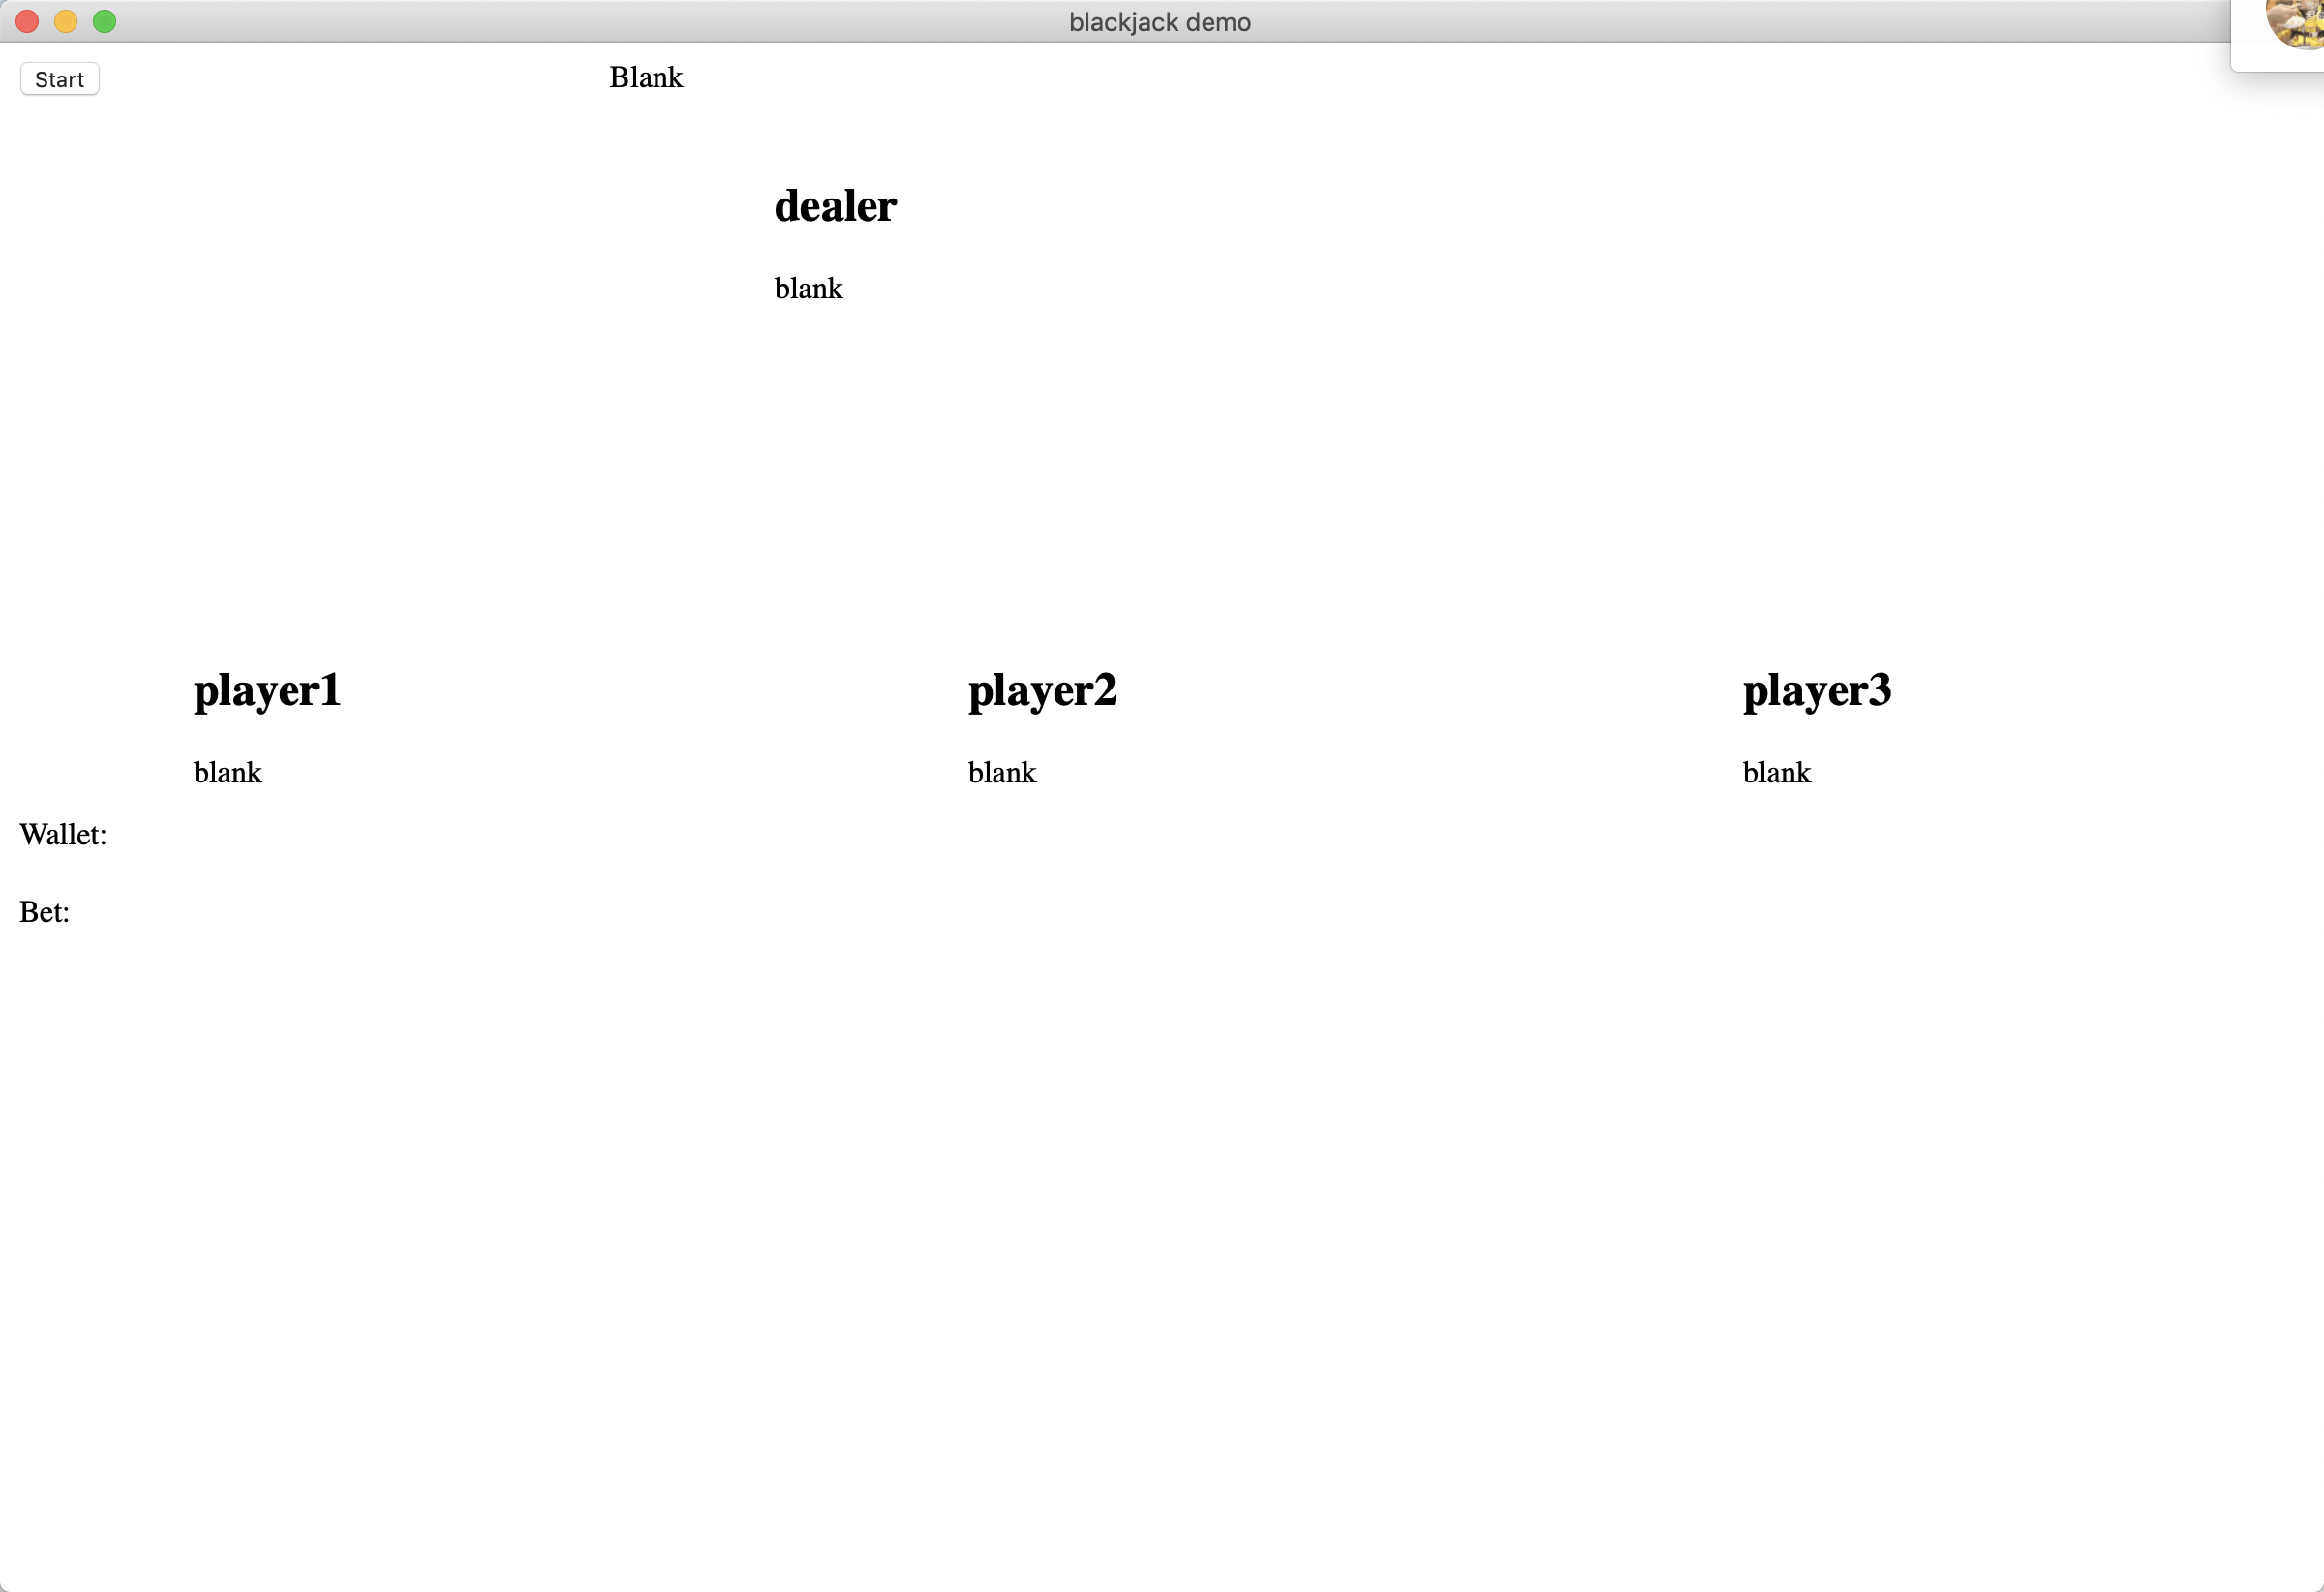 blackjack demo
Start
Blank
dealer
blank
player1
player2
player3
blank
blank
blank
Wallet:
Bet: